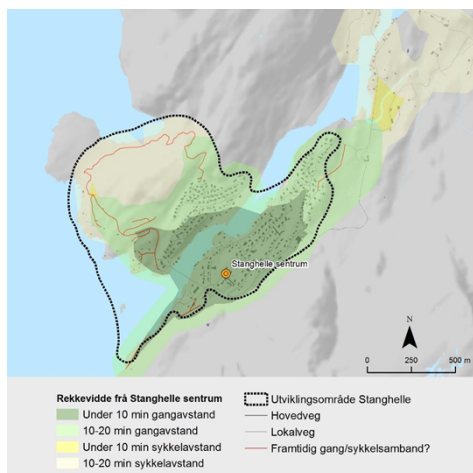 Stanghelle sentrum
N
0 250 500 m
Rekkevidde frå Stanghelle sentrum
Under 10 min gangavstand
10-20 min gangavstand
Under 10 min sykkelavstand
10-20 min sykkelavstand
Utviklingsområde Stanghelle
Hovedveg
Lokalveg
Framtidig gang/sykkelsamband?